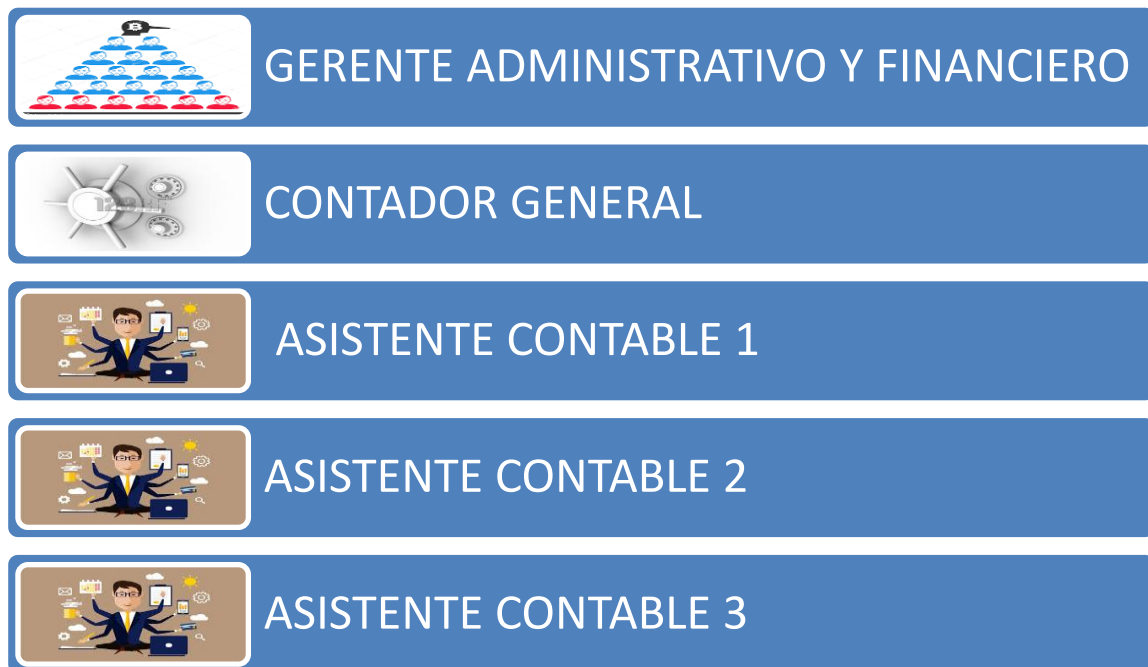 GERENTE ADMINISTRATIVO Y FINANCIERO
CONTADOR GENERAL
ASISTENTE CONTABLE 1
ASISTENTE CONTABLE 2
ASISTENTE CONTABLE 3